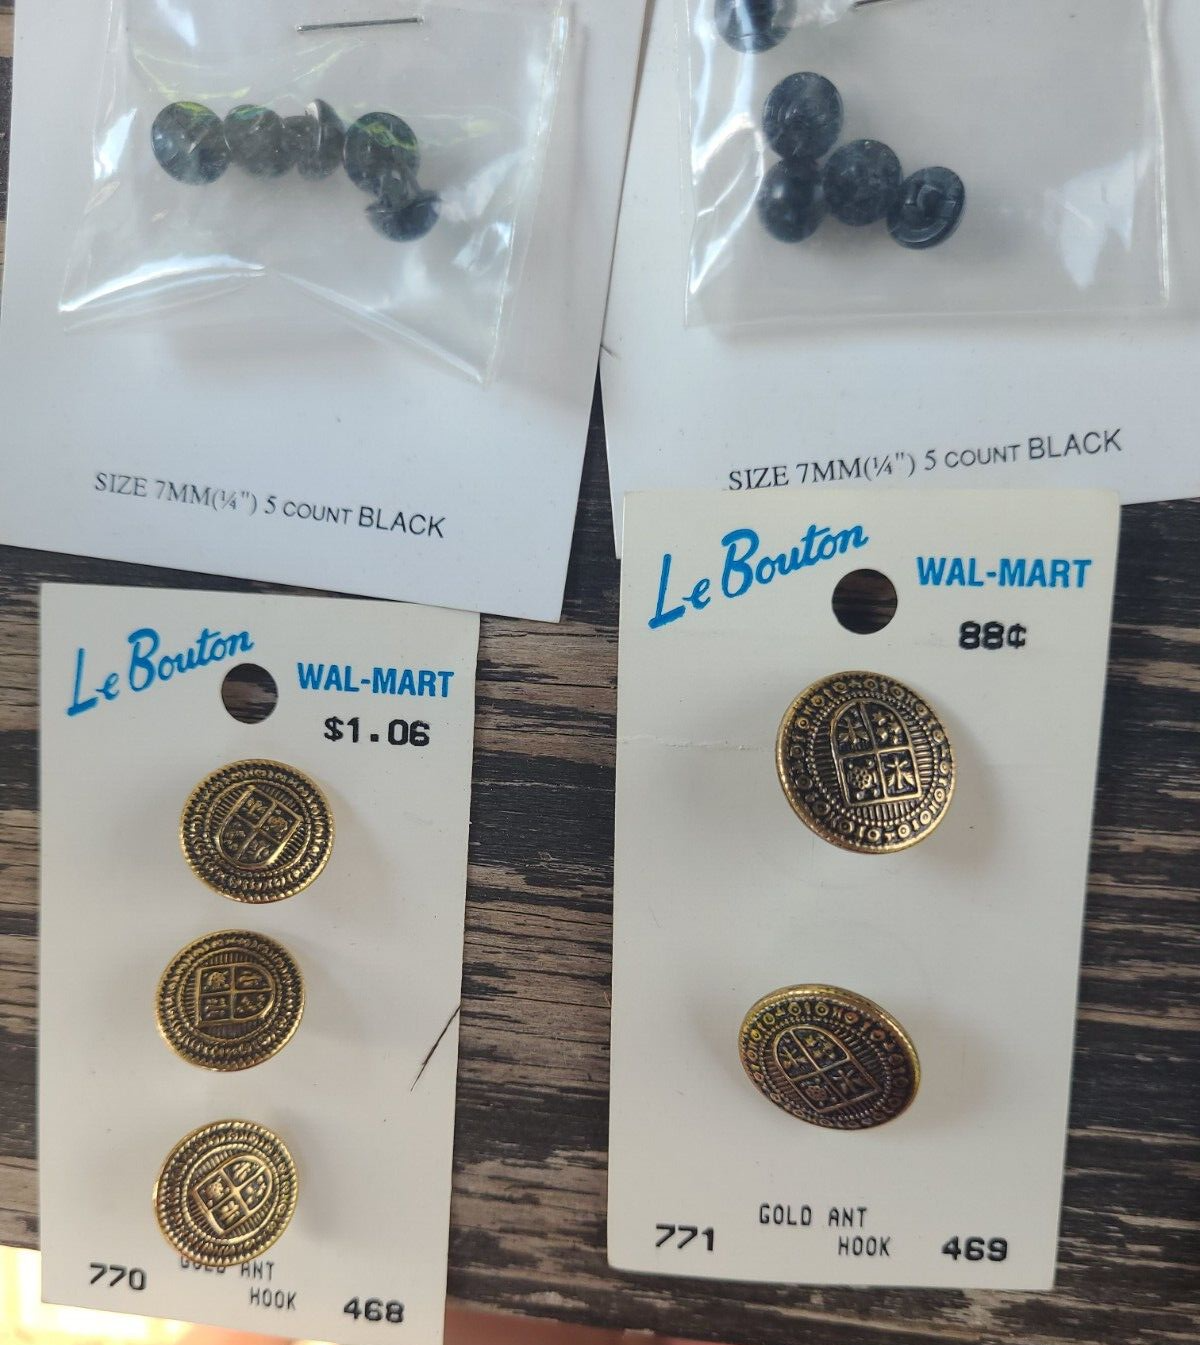 SIZE 7MM(¼") 5 COUNT BLACK
SIZE 7MM(¼") 5 COUNT BLACK
Le Bouton
WAL-MART
$1.06
GOLD ANT
HOOK
770
468
Le Bouton
WAL-MART
88¢
GOLD ANT
HOOK
771
469